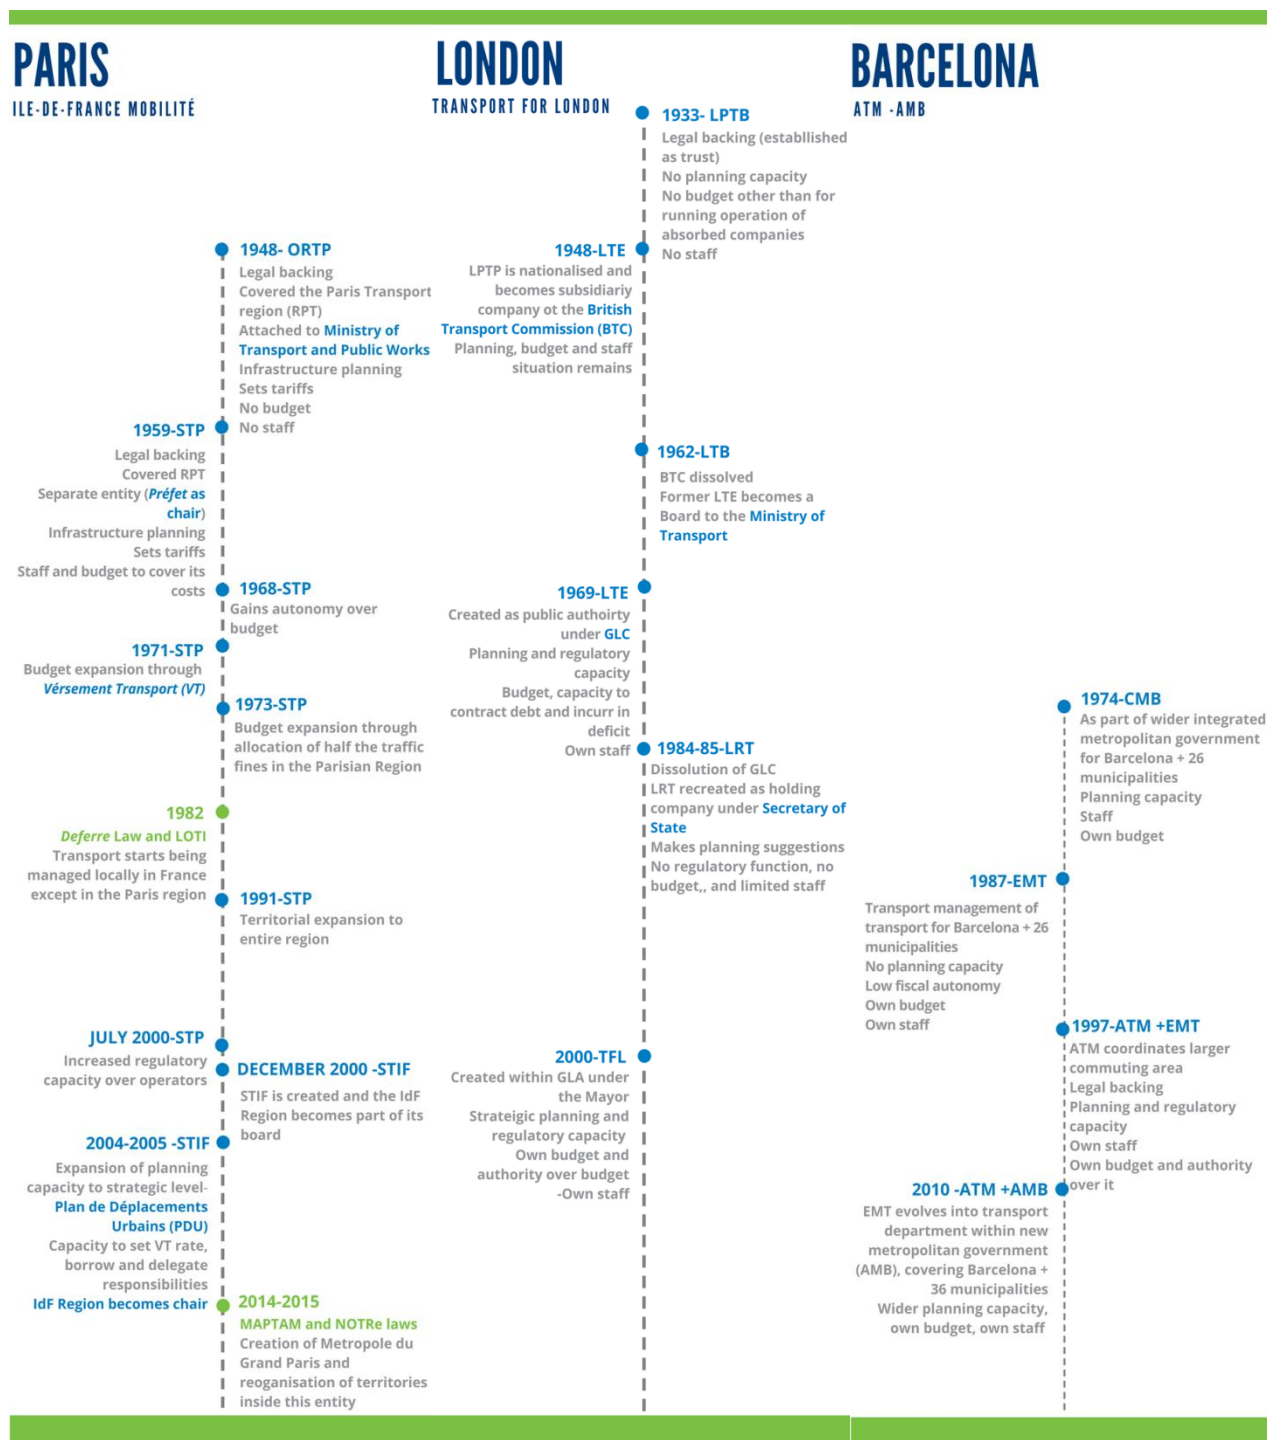 PARIS
ILE-DE-FRANCE MOBILITÉ
1948- ORTP
Legal backing
Covered the Paris Transport
region (RPT)
Attached to Ministry of
Transport and Public Works
Infrastructure planning
Sets tariffs
No budget
No staff
1959-STP
Legal backing
Covered RPT
Separate entity (Préfet as
chair)
Infrastructure planning
Sets tariffs
Staff and budget to cover its
costs
1968-STP
Gains autonomy over
budget
1971-STP
Budget expansion through
Vérsement Transport (VT)
1973-STP
Budget expansion through
allocation of half the traffic
fines in the Parisian Region
1982
Deferre Law and LOTI
Transport starts being
managed locally in France
except in the Paris region
1991-STP
Territorial expansion to
entire region
JULY 2000-STP
Increased regulatory
capacity over operators
DECEMBER 2000 -STIF
STIF is created and the IdF
Region becomes part of its
board
2004-2005 -STIF
Expansion of planning
capacity to strategic level-
Plan de Déplacements
Urbains (PDU)
Capacity to set VT rate,
borrow and delegate
responsibilities
IdF Region becomes chair
2014-2015
MAPTAM and NOTRe laws
Creation of Metropole du
Grand Paris and
reoganisation of territories
inside this entity
LONDON
TRANSPORT FOR LONDON
1933- LPTB
Legal backing (establlished
as trust)
No planning capacity
No budget other than for
running operation of
absorbed companies
No staff
1948-LTE
LPTP is nationalised and
becomes subsidiariy
company ot the British
Transport Commission (BTC)
Planning, budget and staff
situation remains
1962-LTB
BTC dissolved
Former LTE becomes a
Board to the Ministry of
Transport
1969-LTE
Created as public authoirty
under GLC
Planning and regulatory
capacity
Budget, capacity to
contract debt and incurr in
deficit
Own staff
1984-85-LRT
Dissolution of GLC
LRT recreated as holding
company under Secretary of
State
Makes planning suggestions
No regulatory function, no
budget,, and limited staff
2000-TFL
Created within GLA under
the Mayor
Strateigic planning and
regulatory capacity
Own budget and
authority over budget
-Own staff
BARCELONA
ATM -AMB
1974-CMB
As part of wider integrated
metropolitan government
for Barcelona + 26
municipalities
Planning capacity
Staff
Own budget
1987-EMT
Transport management of
transport for Barcelona + 26
municipalities
No planning capacity
Low fiscal autonomy
Own budget
Own staff
1997-ATM +EMT
ATM coordinates larger
commuting area
Legal backing
Planning and regulatory
capacity
Own staff
Own budget and authority
over it
2010 -ATM +AMB
EMT evolves into transport
department within new
metropolitan government
(AMB), covering Barcelona +
36 municipalities
Wider planning capacity,
own budget, own staff